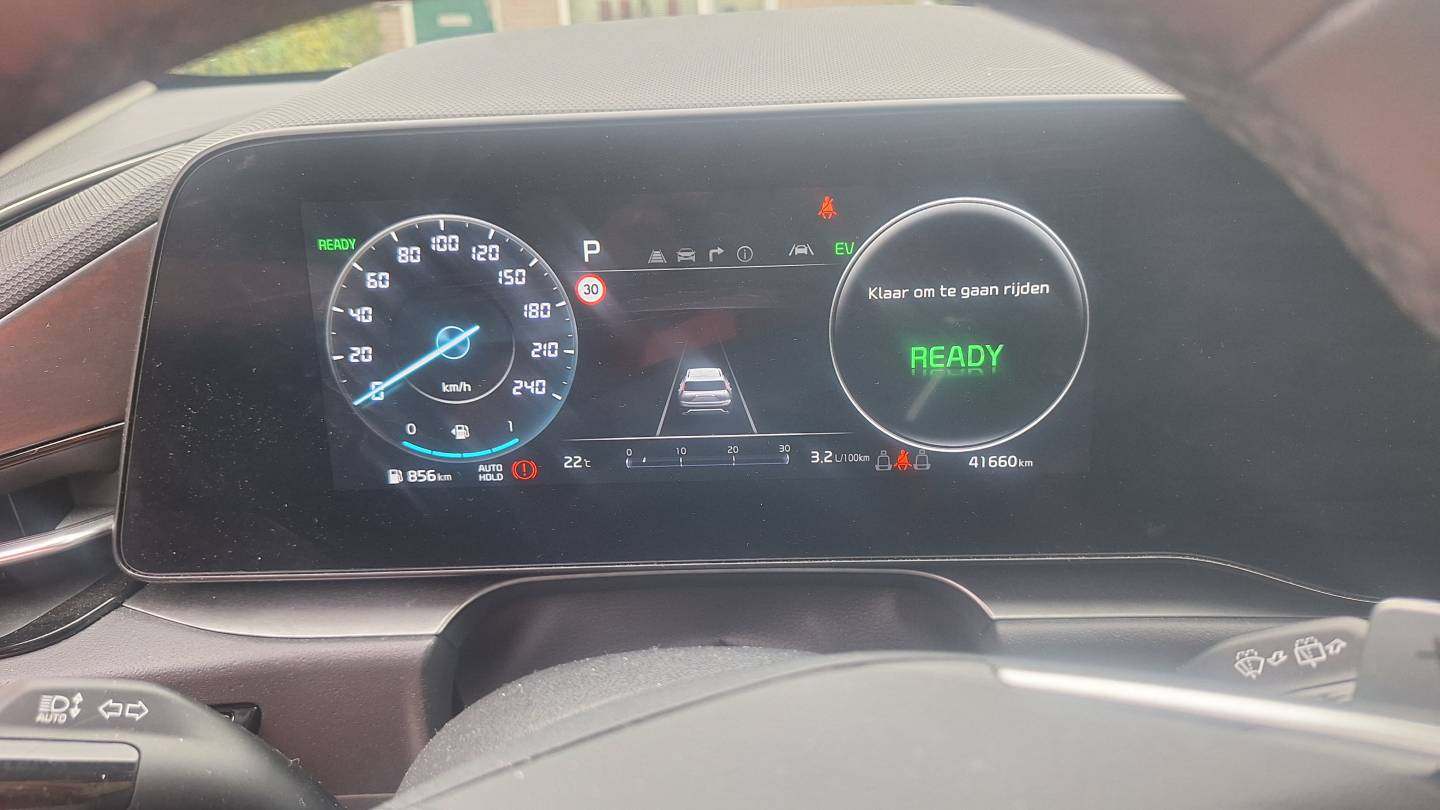 READY
P
EV
30
100
80
120
60
150
40
180
20
210
0
240
km/h
0
1
856km
AUTO
HOLD
22°C
0
10
20
30
3,2 L/100km
41660km
Klaar om te gaan rijden
READY
AUTO